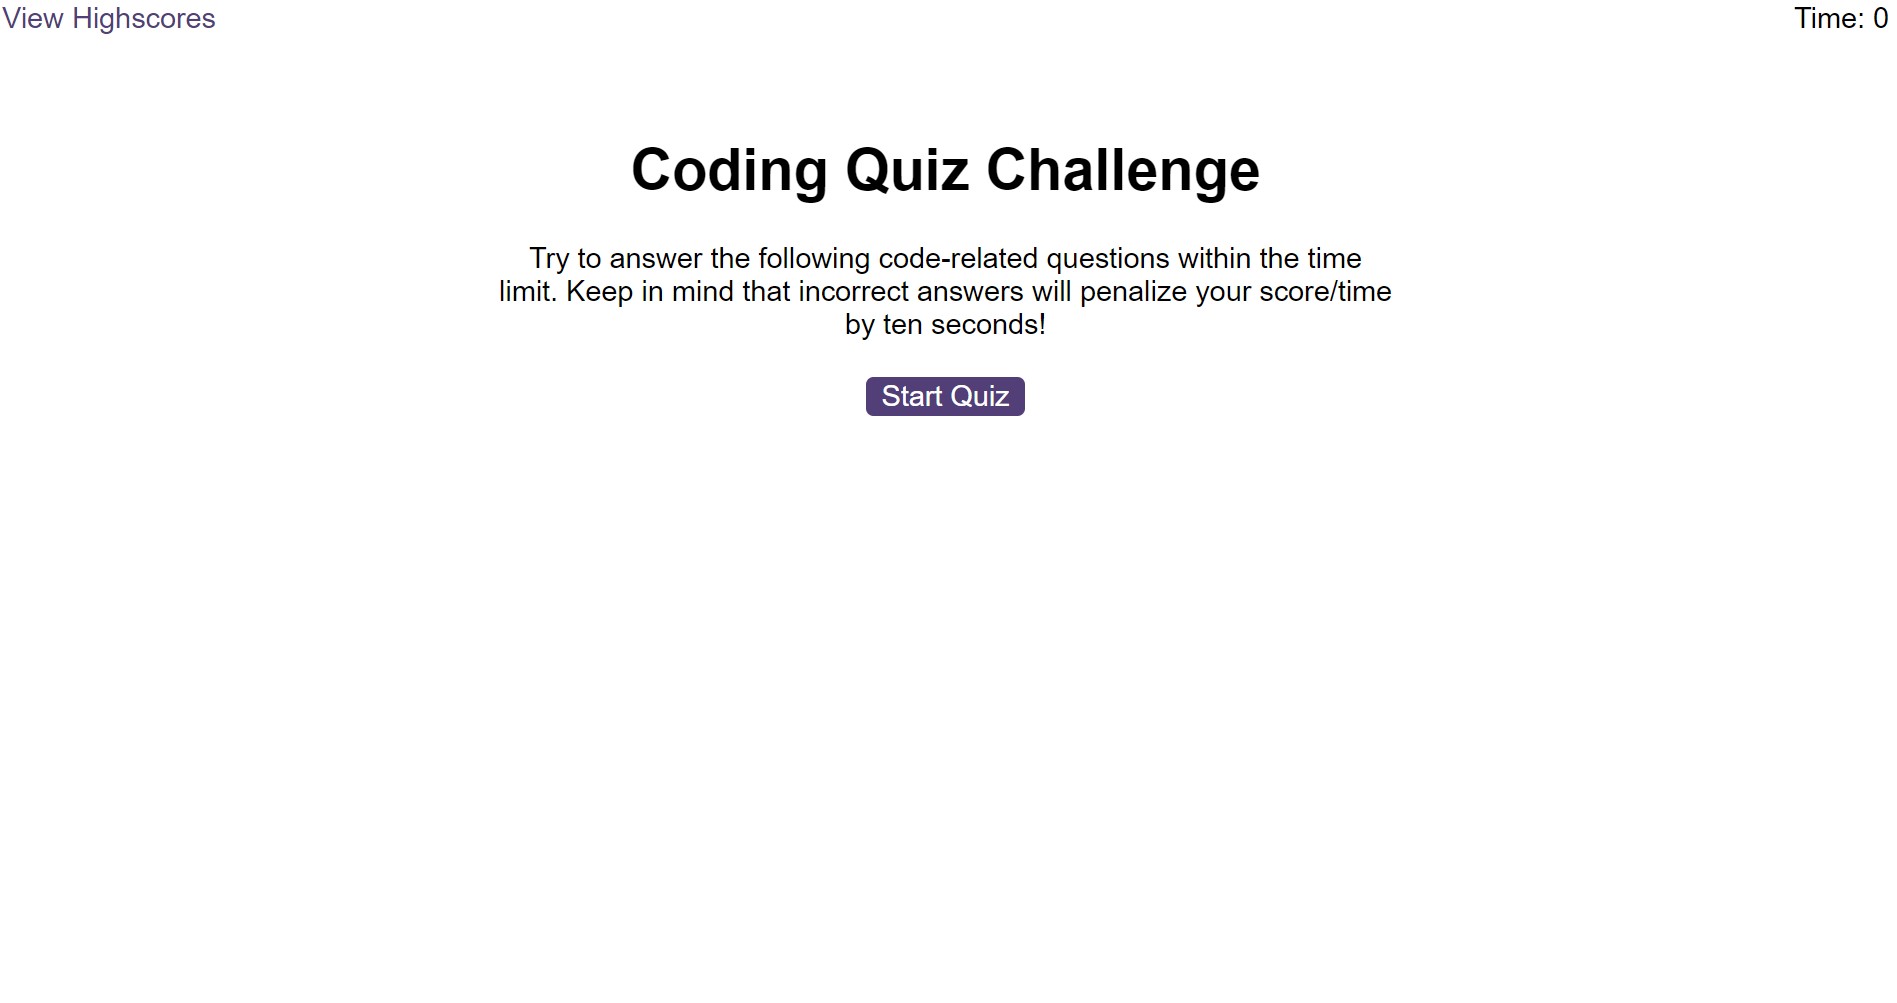 View Highscores
Time: 0
Coding Quiz Challenge
Try to answer the following code-related questions within the time
limit. Keep in mind that incorrect answers will penalize your score/time
by ten seconds!
Start Quiz